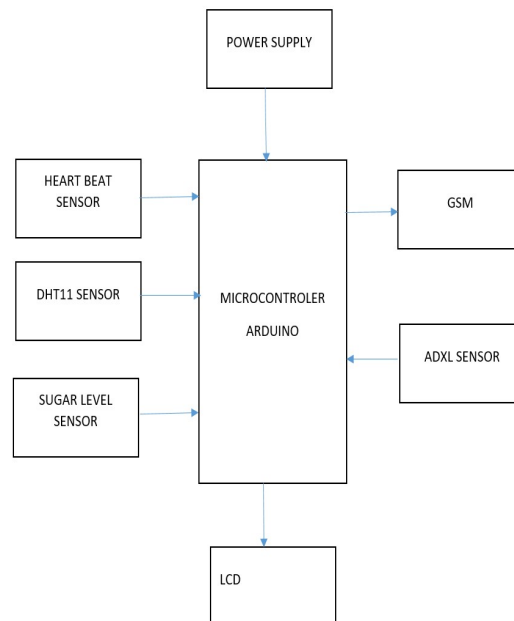 POWER SUPPLY
HEART BEAT
SENSOR
GSM
DHT11 SENSOR
MICROCONTROLER
ARDUINO
ADXL SENSOR
SUGAR LEVEL
SENSOR
LCD